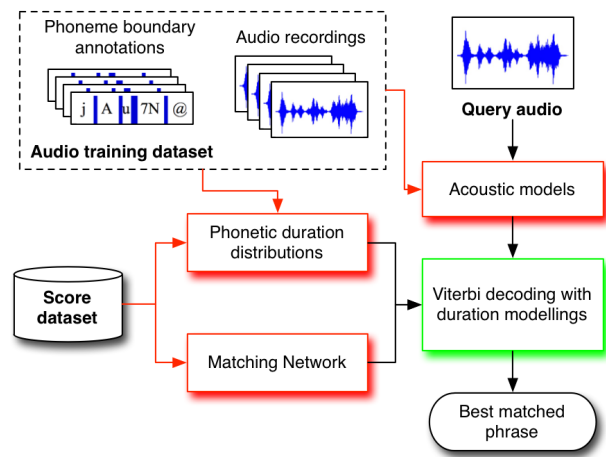 Phoneme boundary
annotations
Audio recordings
j A u 7N @
Audio training dataset
Query audio
Acoustic models
Phonetic duration
distributions
Score
dataset
Viterbi decoding with
duration modellings
Matching Network
Best matched
phrase